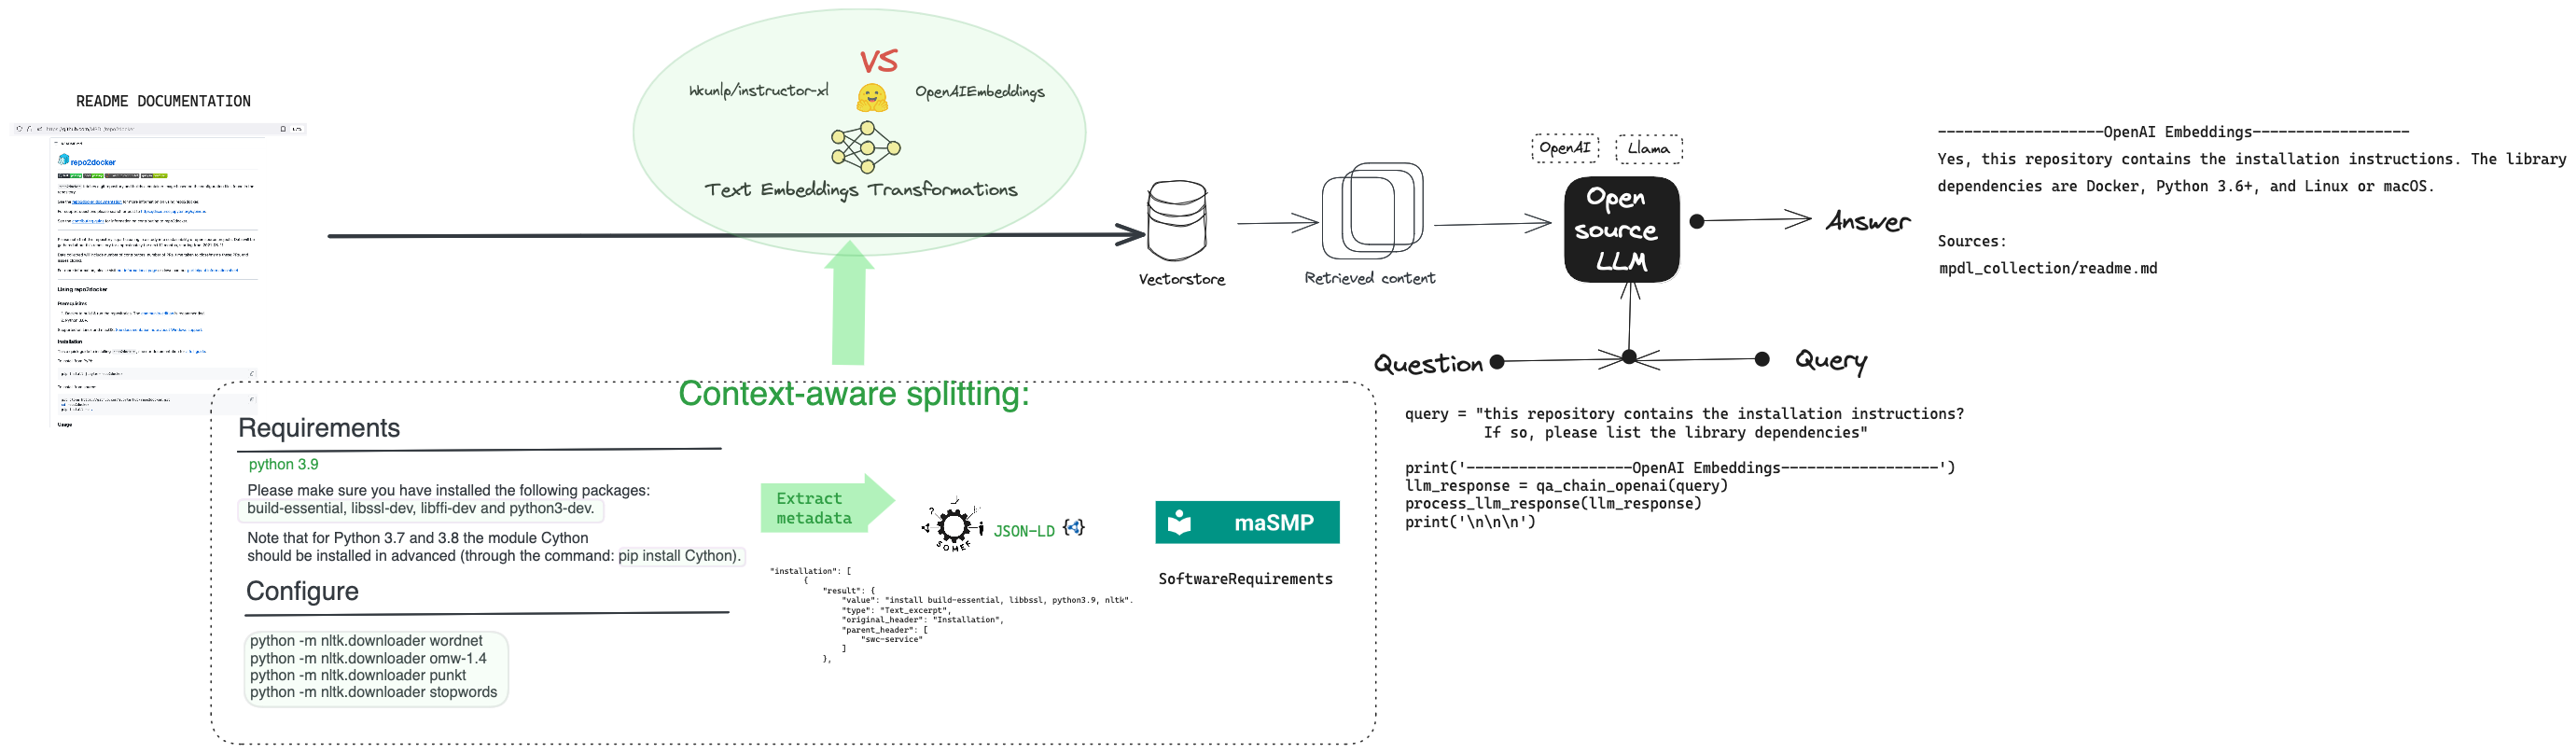 README DOCUMENTATION
repo2docker
Using repo2docker
Prerequisites
Installation
Usage
VS
hkunlp/instructor-xl
OpenAIEmbeddings
Text Embeddings Transformations
Vectorstore
Retrieved content
OpenAI
Llama
Open
source
LLM
Answer
-------------------OpenAI Embeddings------------------
Yes, this repository contains the installation instructions. The library
dependencies are Docker, Python 3.6+, and Linux or macOS.
Sources:
mpdl_collection/readme.md
Question
Query
query = "this repository contains the installation instructions?
If so, please list the library dependencies"
print('-------------------OpenAI Embeddings------------------')
llm_response = qa_chain_openai(query)
process_llm_response(llm_response)
print('\n\n\n')
Context-aware splitting:
Requirements
python 3.9
Please make sure you have installed the following packages:
build-essential, libssl-dev, libffi-dev and python3-dev.
Note that for Python 3.7 and 3.8 the module Cython
should be installed in advanced (through the command: pip install Cython).
Configure
python -m nltk.downloader wordnet
python -m nltk.downloader omw-1.4
python -m nltk.downloader punkt
python -m nltk.downloader stopwords
Extract
metadata
SOMEF
JSON-LD
maSMP
SoftwareRequirements
"installation": [
{
"result": {
"value": "install build-essential, libbssl, python3.9, nltk".
"type": "Text_excerpt",
"original_header": "Installation",
"parent_header": [
"swc-service"
]
},